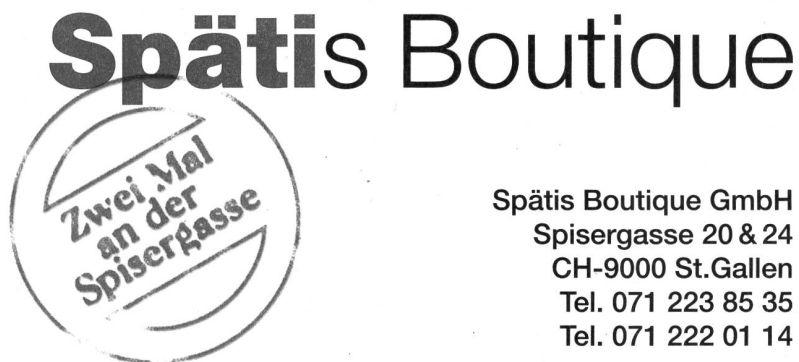 Spätis Boutique
Zwei Mal
an der
Spisergasse
Spätis Boutique GmbH
Spisergasse 20 & 24
CH-9000 St.Gallen
Tel. 071 223 85 35
Tel. 071 222 01 14